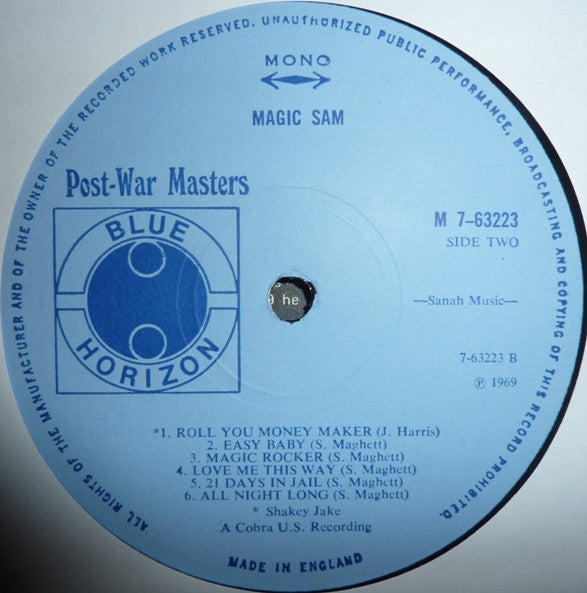 ALL RIGHTS OF THE MANUFACTURER AND OF THE OWNER OF THE RECORDED WORK RESERVED. UNAUTHORIZED PUBLIC PERFORMANCE, BROADCASTING AND COPYING OF THIS RECORD PROHIBITED.
MONO
MAGIC SAM
Post-War Masters
BLUE
HORIZON
M 7-63223
SIDE TWO
—Sanah Music—
he
7-63223 B
℗ 1969
*1. ROLL YOU MONEY MAKER (J. Harris)
2. EASY BABY (S. Maghett)
3. MAGIC ROCKER (S. Maghett)
4. LOVE ME THIS WAY (S. Maghett)
5. 21 DAYS IN JAIL (S. Maghett)
6. ALL NIGHT LONG (S. Maghett)
* Shakey Jake
A Cobra U.S. Recording
MADE IN ENGLAND